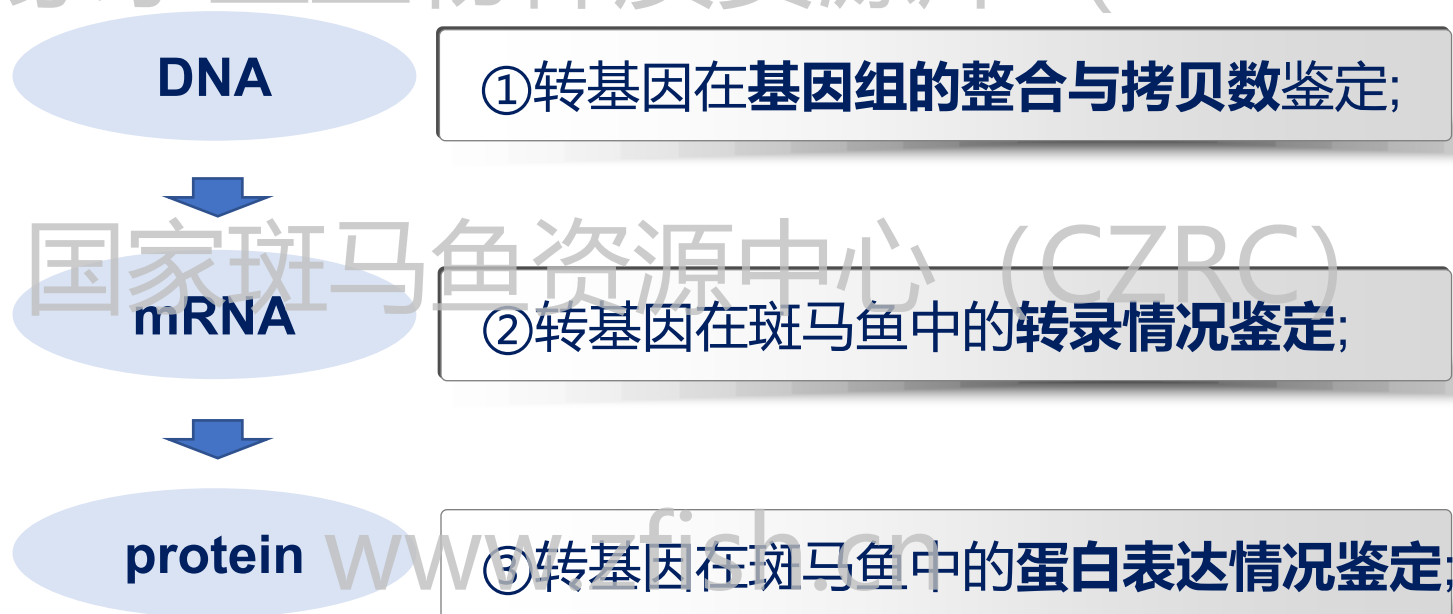 DNA
①转基因在基因组的整合与拷贝数鉴定;
国家斑马鱼资源中心（CZRC）
mRNA
②转基因在斑马鱼中的转录情况鉴定;
protein
www.zfish.cn
③转基因在斑马鱼中的蛋白表达情况鉴定;